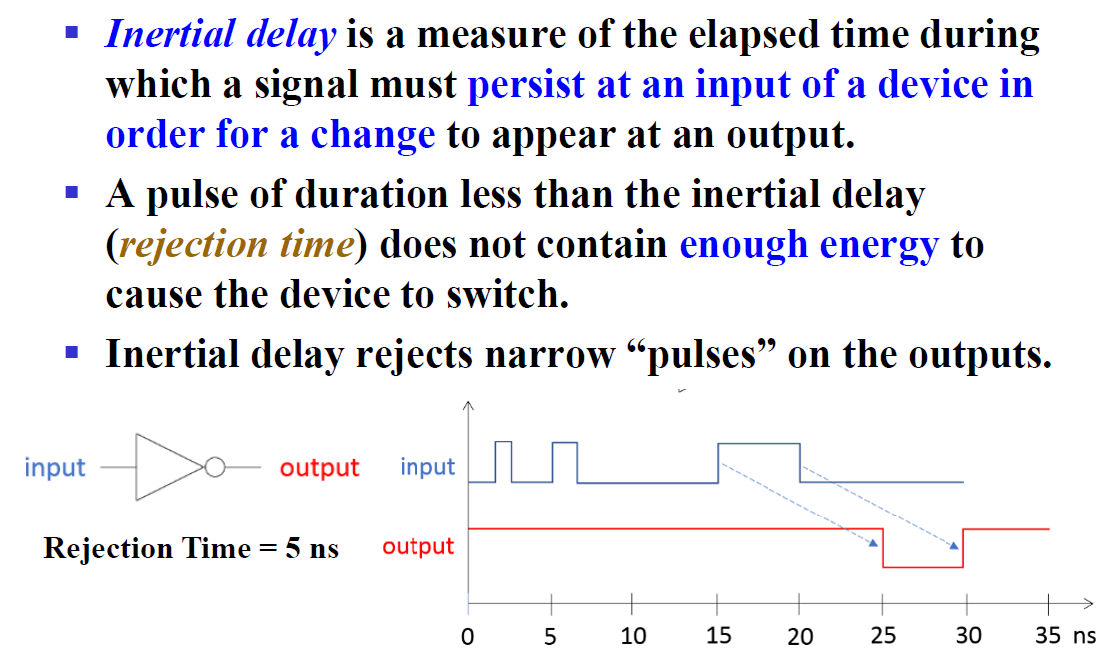 Inertial delay is a measure of the elapsed time during
which a signal must persist at an input of a device in
order for a change to appear at an output.
A pulse of duration less than the inertial delay
(rejection time) does not contain enough energy to
cause the device to switch.
Inertial delay rejects narrow “pulses” on the outputs.
input
output
Rejection Time = 5 ns
input
output
0 5 10 15 20 25 30 35 ns